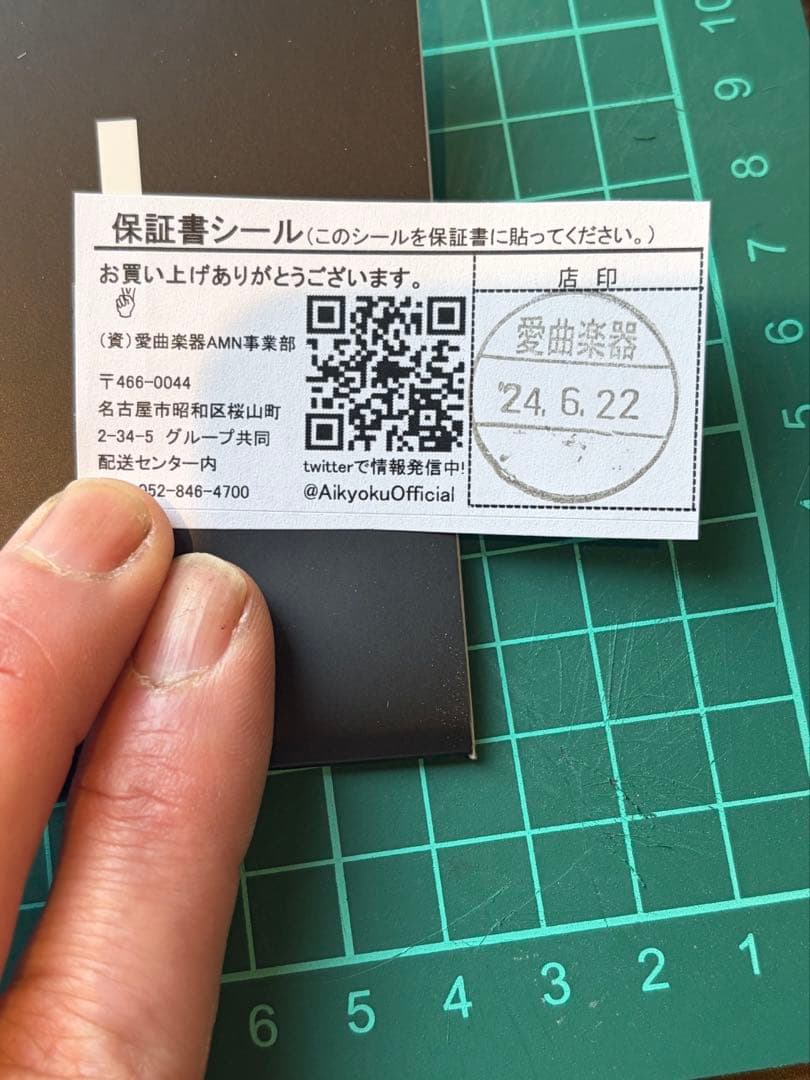 保証書シール(このシールを保証書に貼ってください。)
お買い上げありがとうございます。
(資)愛曲楽器AMN事業部
〒466-0044
名古屋市昭和区桜山町
2-34-5 グループ共同
配送センター内
052-846-4700
twitterで情報発信中!
@AikyokuOfficial
店 印
愛曲楽器
'24. 6. 22
10
9
8
7
6
5
4
6
5
4
3
2
1